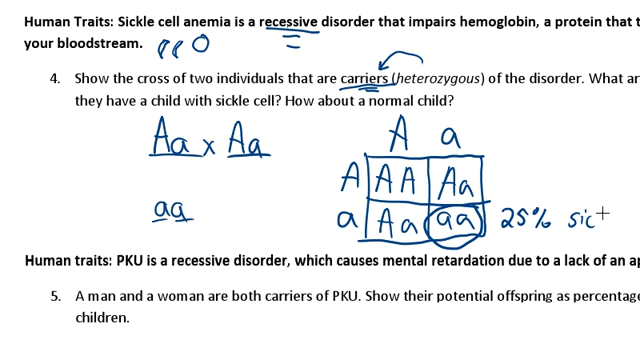 Human Traits: Sickle cell anemia is a recessive disorder that impairs hemoglobin, a protein that
your bloodstream.
4. Show the cross of two individuals that are carriers (heterozygous) of the disorder. What
they have a child with sickle cell? How about a normal child?
Aa x Aa
A a
A AA Aa
aa
a Aa aa 25% sic
Human traits: PKU is a recessive disorder, which causes mental retardation due to a lack of an
5. A man and a woman are both carriers of PKU. Show their potential offspring as percentage
children.